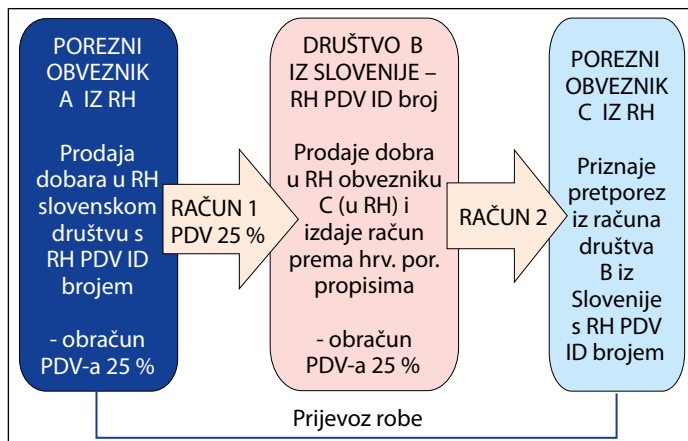 POREZNI
OBVEZNIK
A IZ RH
Prodaja
dobara u RH
slovenskom
društvu s
RH PDV ID
brojem
- obračun
PDV-a 25 %
RAČUN 1
PDV 25 %
DRUŠTVO B
IZ SLOVENIJE –
RH PDV ID broj
Prodaje dobra
u RH obvezniku
C (u RH) i
izdaje račun
prema hrv. por.
propisima
- obračun
PDV-a 25 %
RAČUN 2
POREZNI
OBVEZNIK
C IZ RH
Priznaje
pretporez
iz računa
društva
B iz
Slovenije
s RH PDV
ID brojem
Prijevoz robe